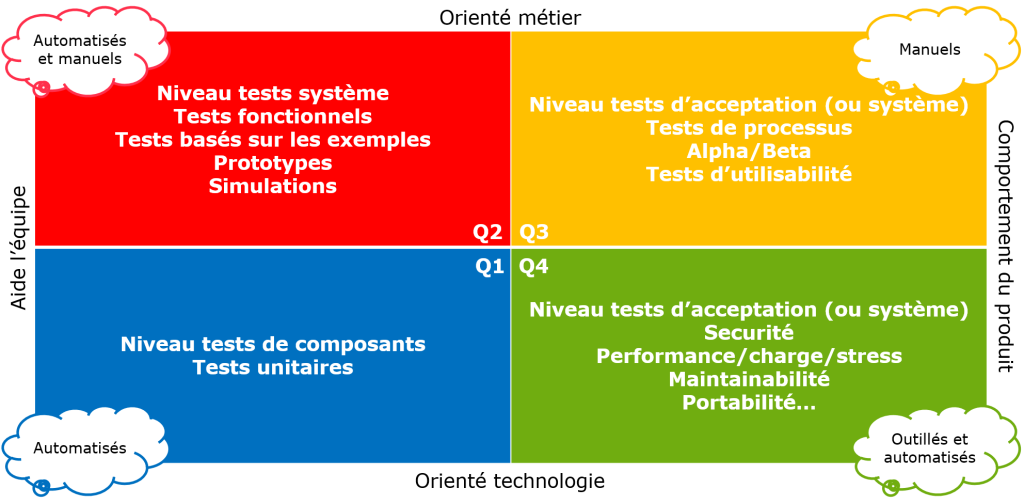 Orienté métier
Automatisés
et manuels
Manuels
Niveau tests système
Tests fonctionnels
Tests basés sur les exemples
Prototypes
Simulations
Q2
Niveau tests d’acceptation (ou système)
Tests de processus
Alpha/Beta
Tests d’utilisabilité
Q3
Aide l’équipe
Comportement du produit
Q1
Niveau tests de composants
Tests unitaires
Q4
Niveau tests d’acceptation (ou système)
Securité
Performance/charge/stress
Maintainabilité
Portabilité...
Automatisés
Outillés et
automatisés
Orienté technologie